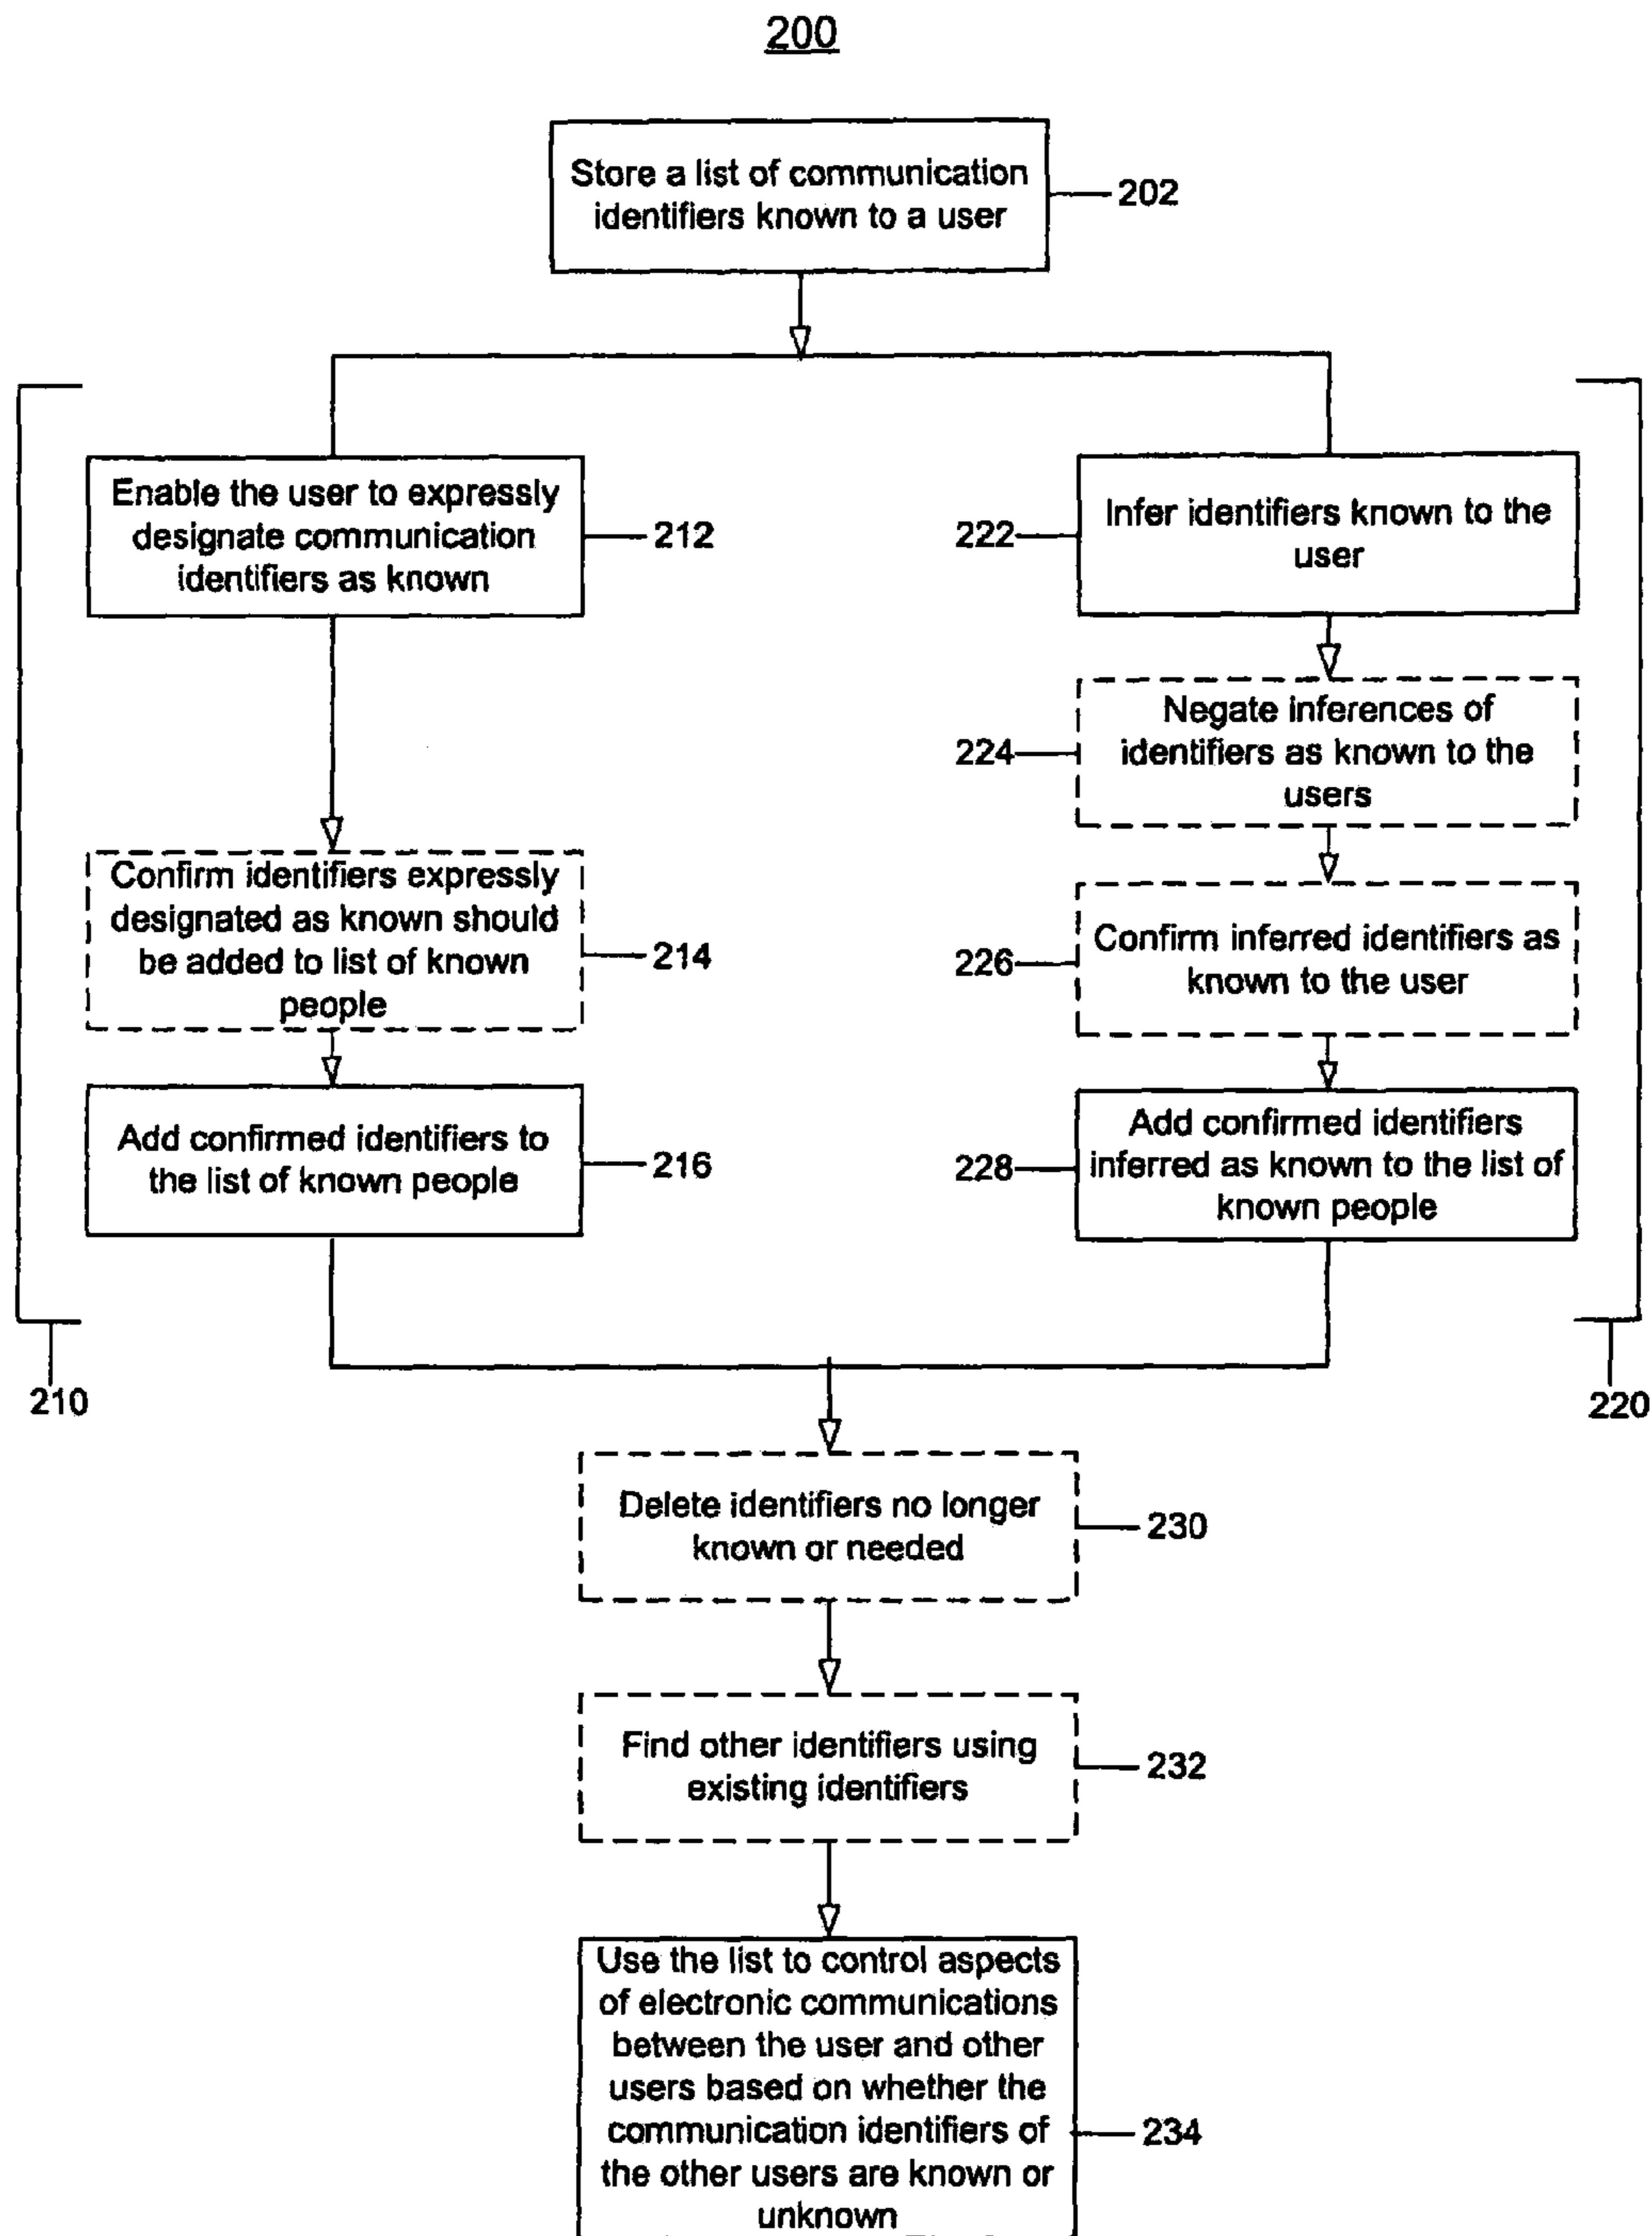 200
Store a list of communication
identifiers known to a user
202
Enable the user to expressly
designate communication
identifiers as known
212
222
Infer identifiers known to the
user
224
Negate inferences of
identifiers as known to the
users
Confirm identifiers expressly
designated as known should
be added to list of known
people
214
226
Confirm inferred identifiers as
known to the user
Add confirmed identifiers to
the list of known people
216
228
Add confirmed identifiers
inferred as known to the list of
known people
210
220
Delete identifiers no longer
known or needed
230
Find other identifiers using
existing identifiers
232
Use the list to control aspects
of electronic communications
between the user and other
users based on whether the
communication identifiers of
the other users are known or
unknown
234